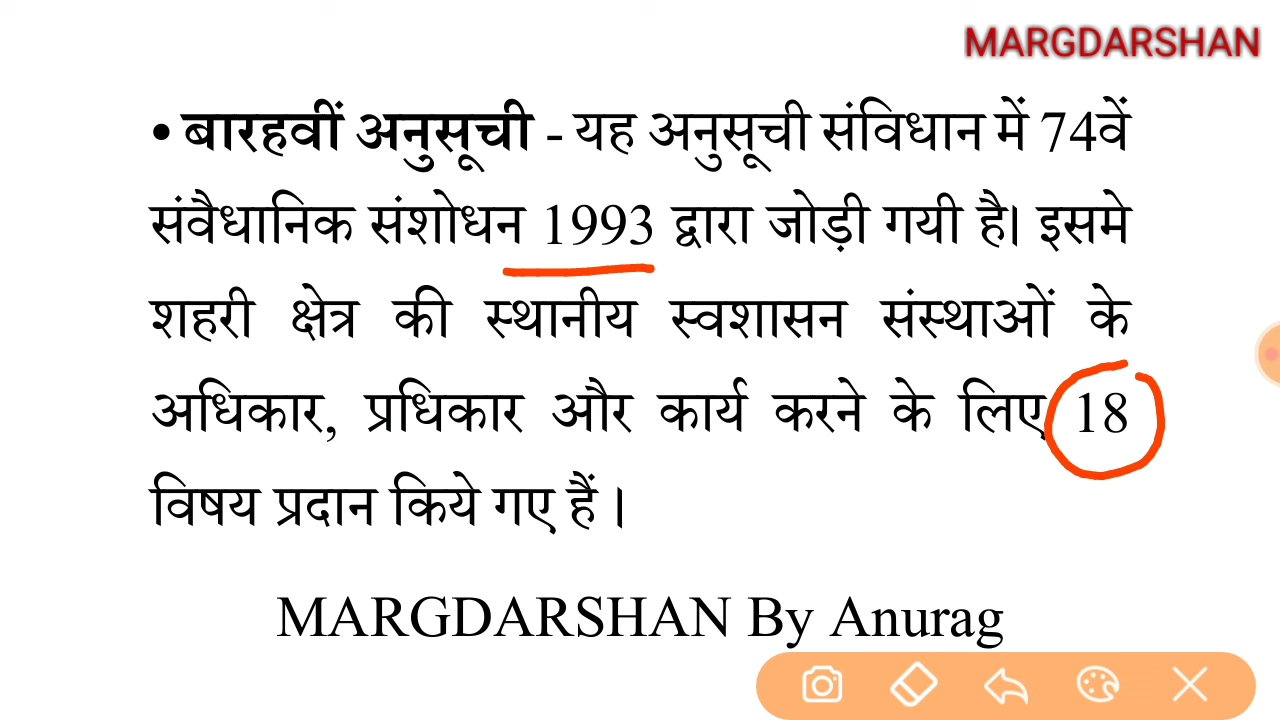 MARGDARSHAN
• बारहवीं अनुसूची - यह अनुसूची संविधान में 74वें
संवैधानिक संशोधन 1993 द्वारा जोड़ी गयी है। इसमे
शहरी क्षेत्र की स्थानीय स्वशासन संस्थाओं के
अधिकार, प्रधिकार और कार्य करने के लिए 18
विषय प्रदान किये गए हैं ।
MARGDARSHAN By Anurag